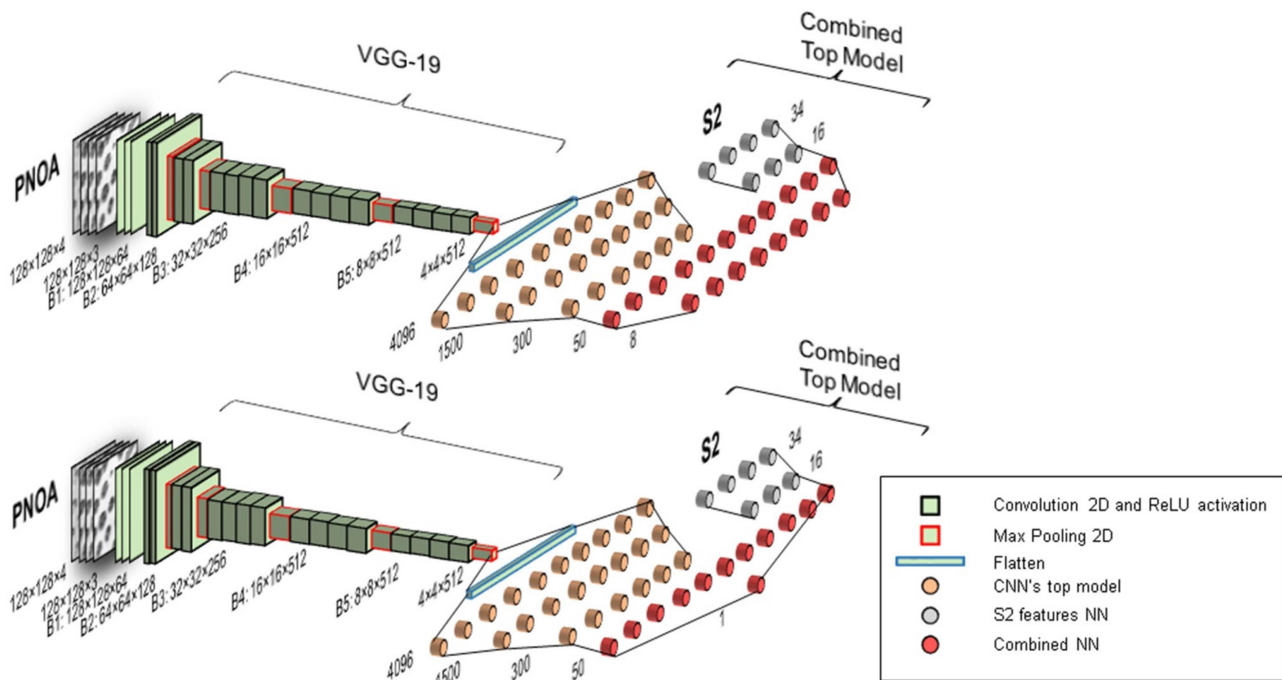 VGG-19
Combined
Top Model
PNOA
S2
34
16
128×128×4
128×128×3
B1: 128×128×64
B2: 64×64×128
B3: 32×32×256
B4: 16×16×512
B5: 8×8×512
4×4×512
4096
1500
300
50
8
VGG-19
Combined
Top Model
PNOA
S2
34
16
128×128×4
128×128×3
B1: 128×128×64
B2: 64×64×128
B3: 32×32×256
B4: 16×16×512
B5: 8×8×512
4×4×512
4096
1500
300
50
1
Convolution 2D and ReLU activation
Max Pooling 2D
Flatten
CNN's top model
S2 features NN
Combined NN